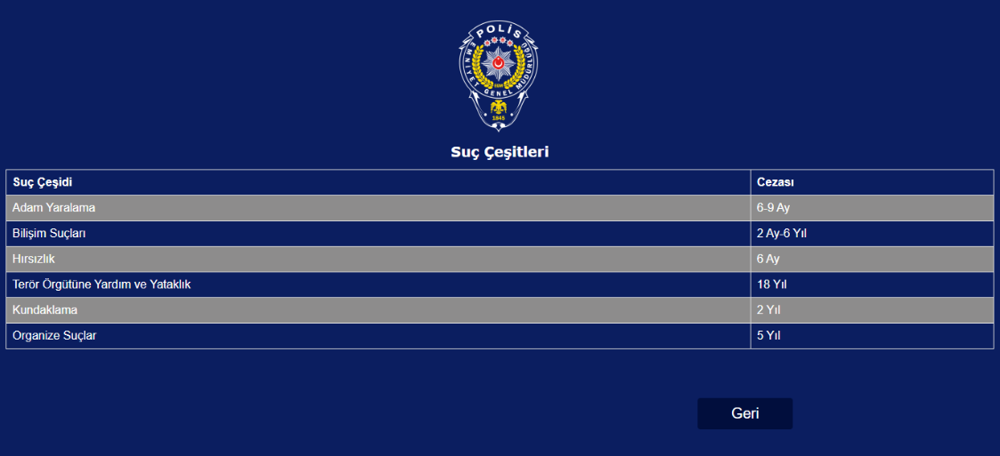 POLİS
EMNİYET GENEL MÜDÜRLÜĞÜ
1845
Suç Çeşitleri
Suç Çeşidi Cezası
Adam Yaralama 6-9 Ay
Bilişim Suçları 2 Ay-6 Yıl
Hırsızlık 6 Ay
Terör Örgütüne Yardım ve Yataklık 18 Yıl
Kundaklama 2 Yıl
Organize Suçlar 5 Yıl
Geri